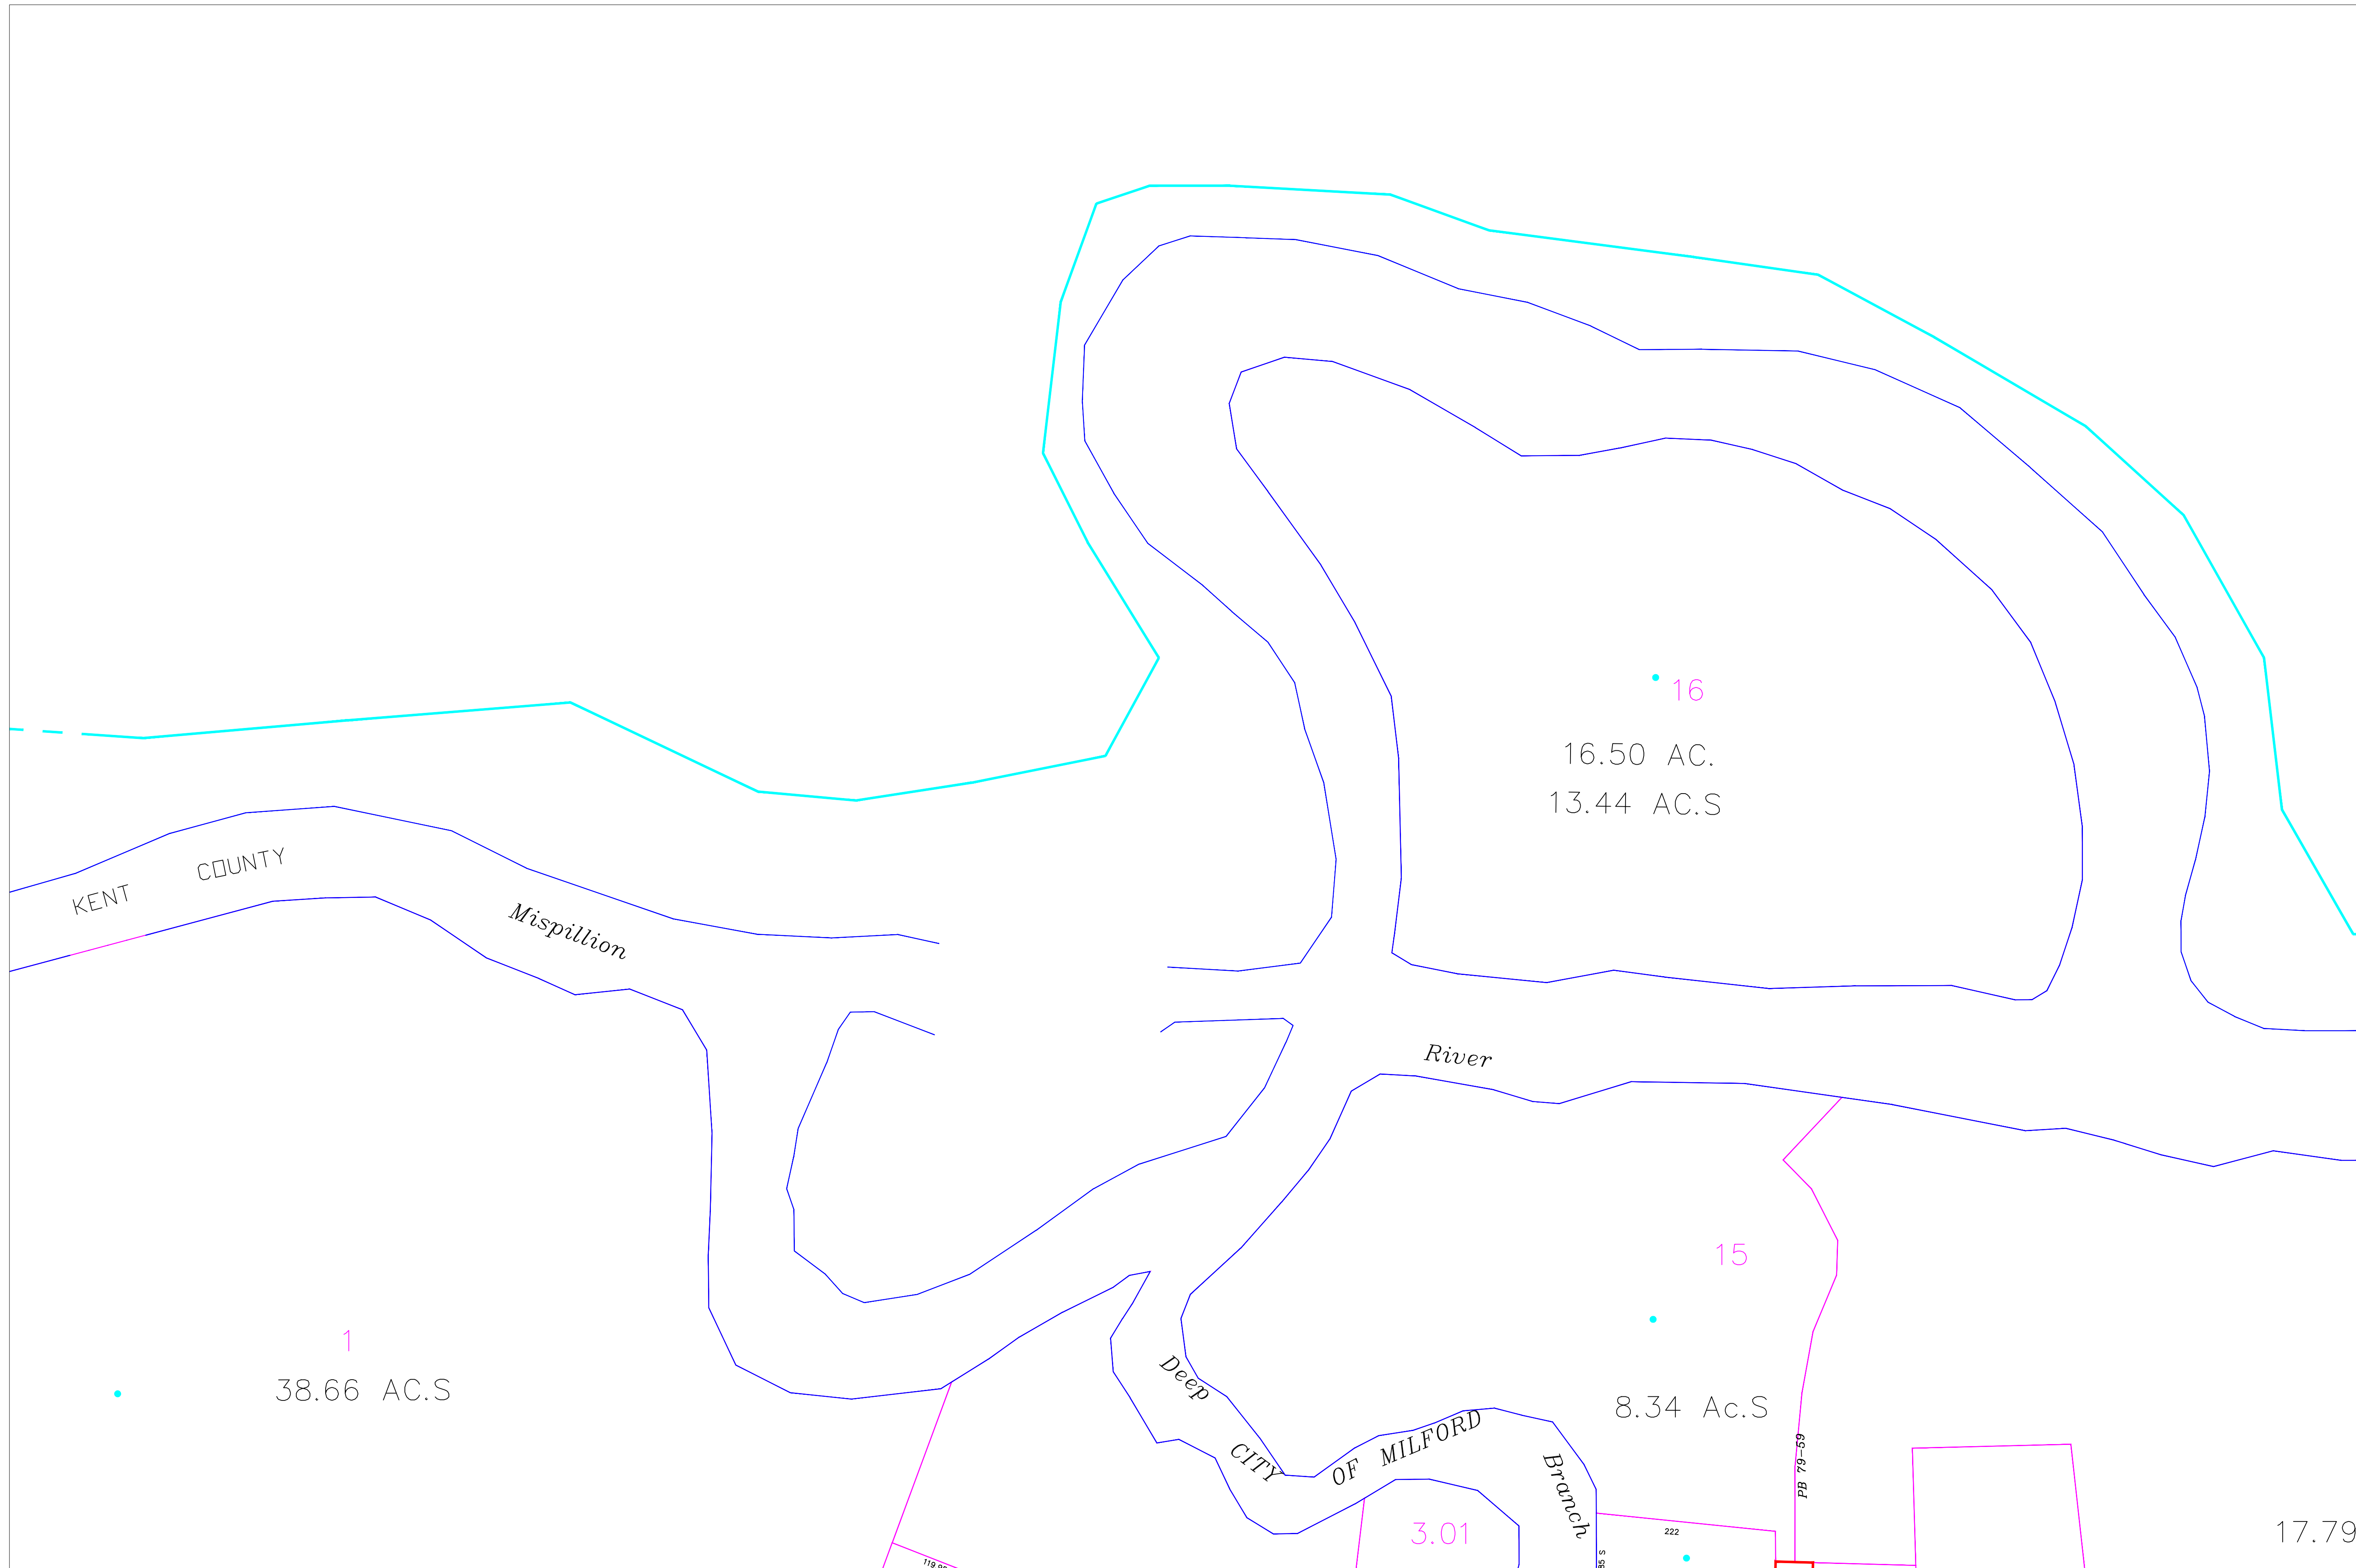 16
16.50 AC.
13.44 AC.S
KENT COUNTY
Mispillion
River
15
1
38.66 AC.S
8.34 Ac.S
Deep
Branch
CITY OF MILFORD
PB 79-59
3.01
222
17.79